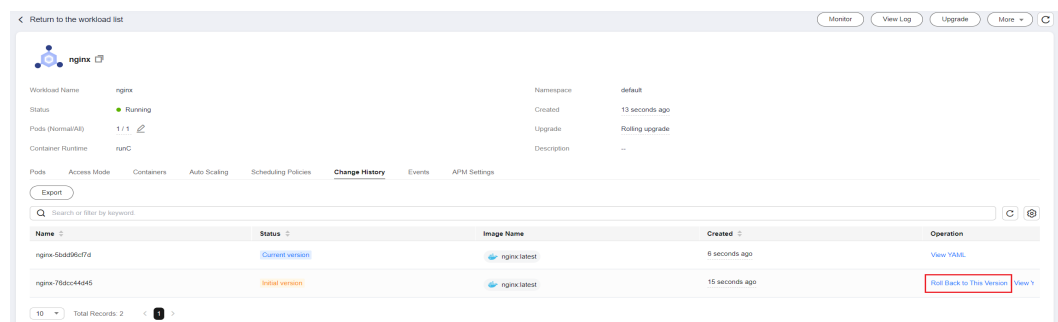 Return to the workload list
Monitor View Log Upgrade More
nginx
Workload Name nginx Namespace default
Status Running Created 13 seconds ago
Pods (Normal/All) 1 / 1 Upgrade Rolling upgrade
Container Runtime runC Description --
Pods Access Mode Containers Auto Scaling Scheduling Policies Change History Events APM Settings
Export
Search or filter by keyword
Name Status Image Name Created Operation
nginx-5bdd96cf7d Current version nginx:latest 6 seconds ago View YAML
nginx-76dcc44d45 Initial version nginx:latest 15 seconds ago Roll Back to This Version View Y
10 Total Records: 2 < 1 >